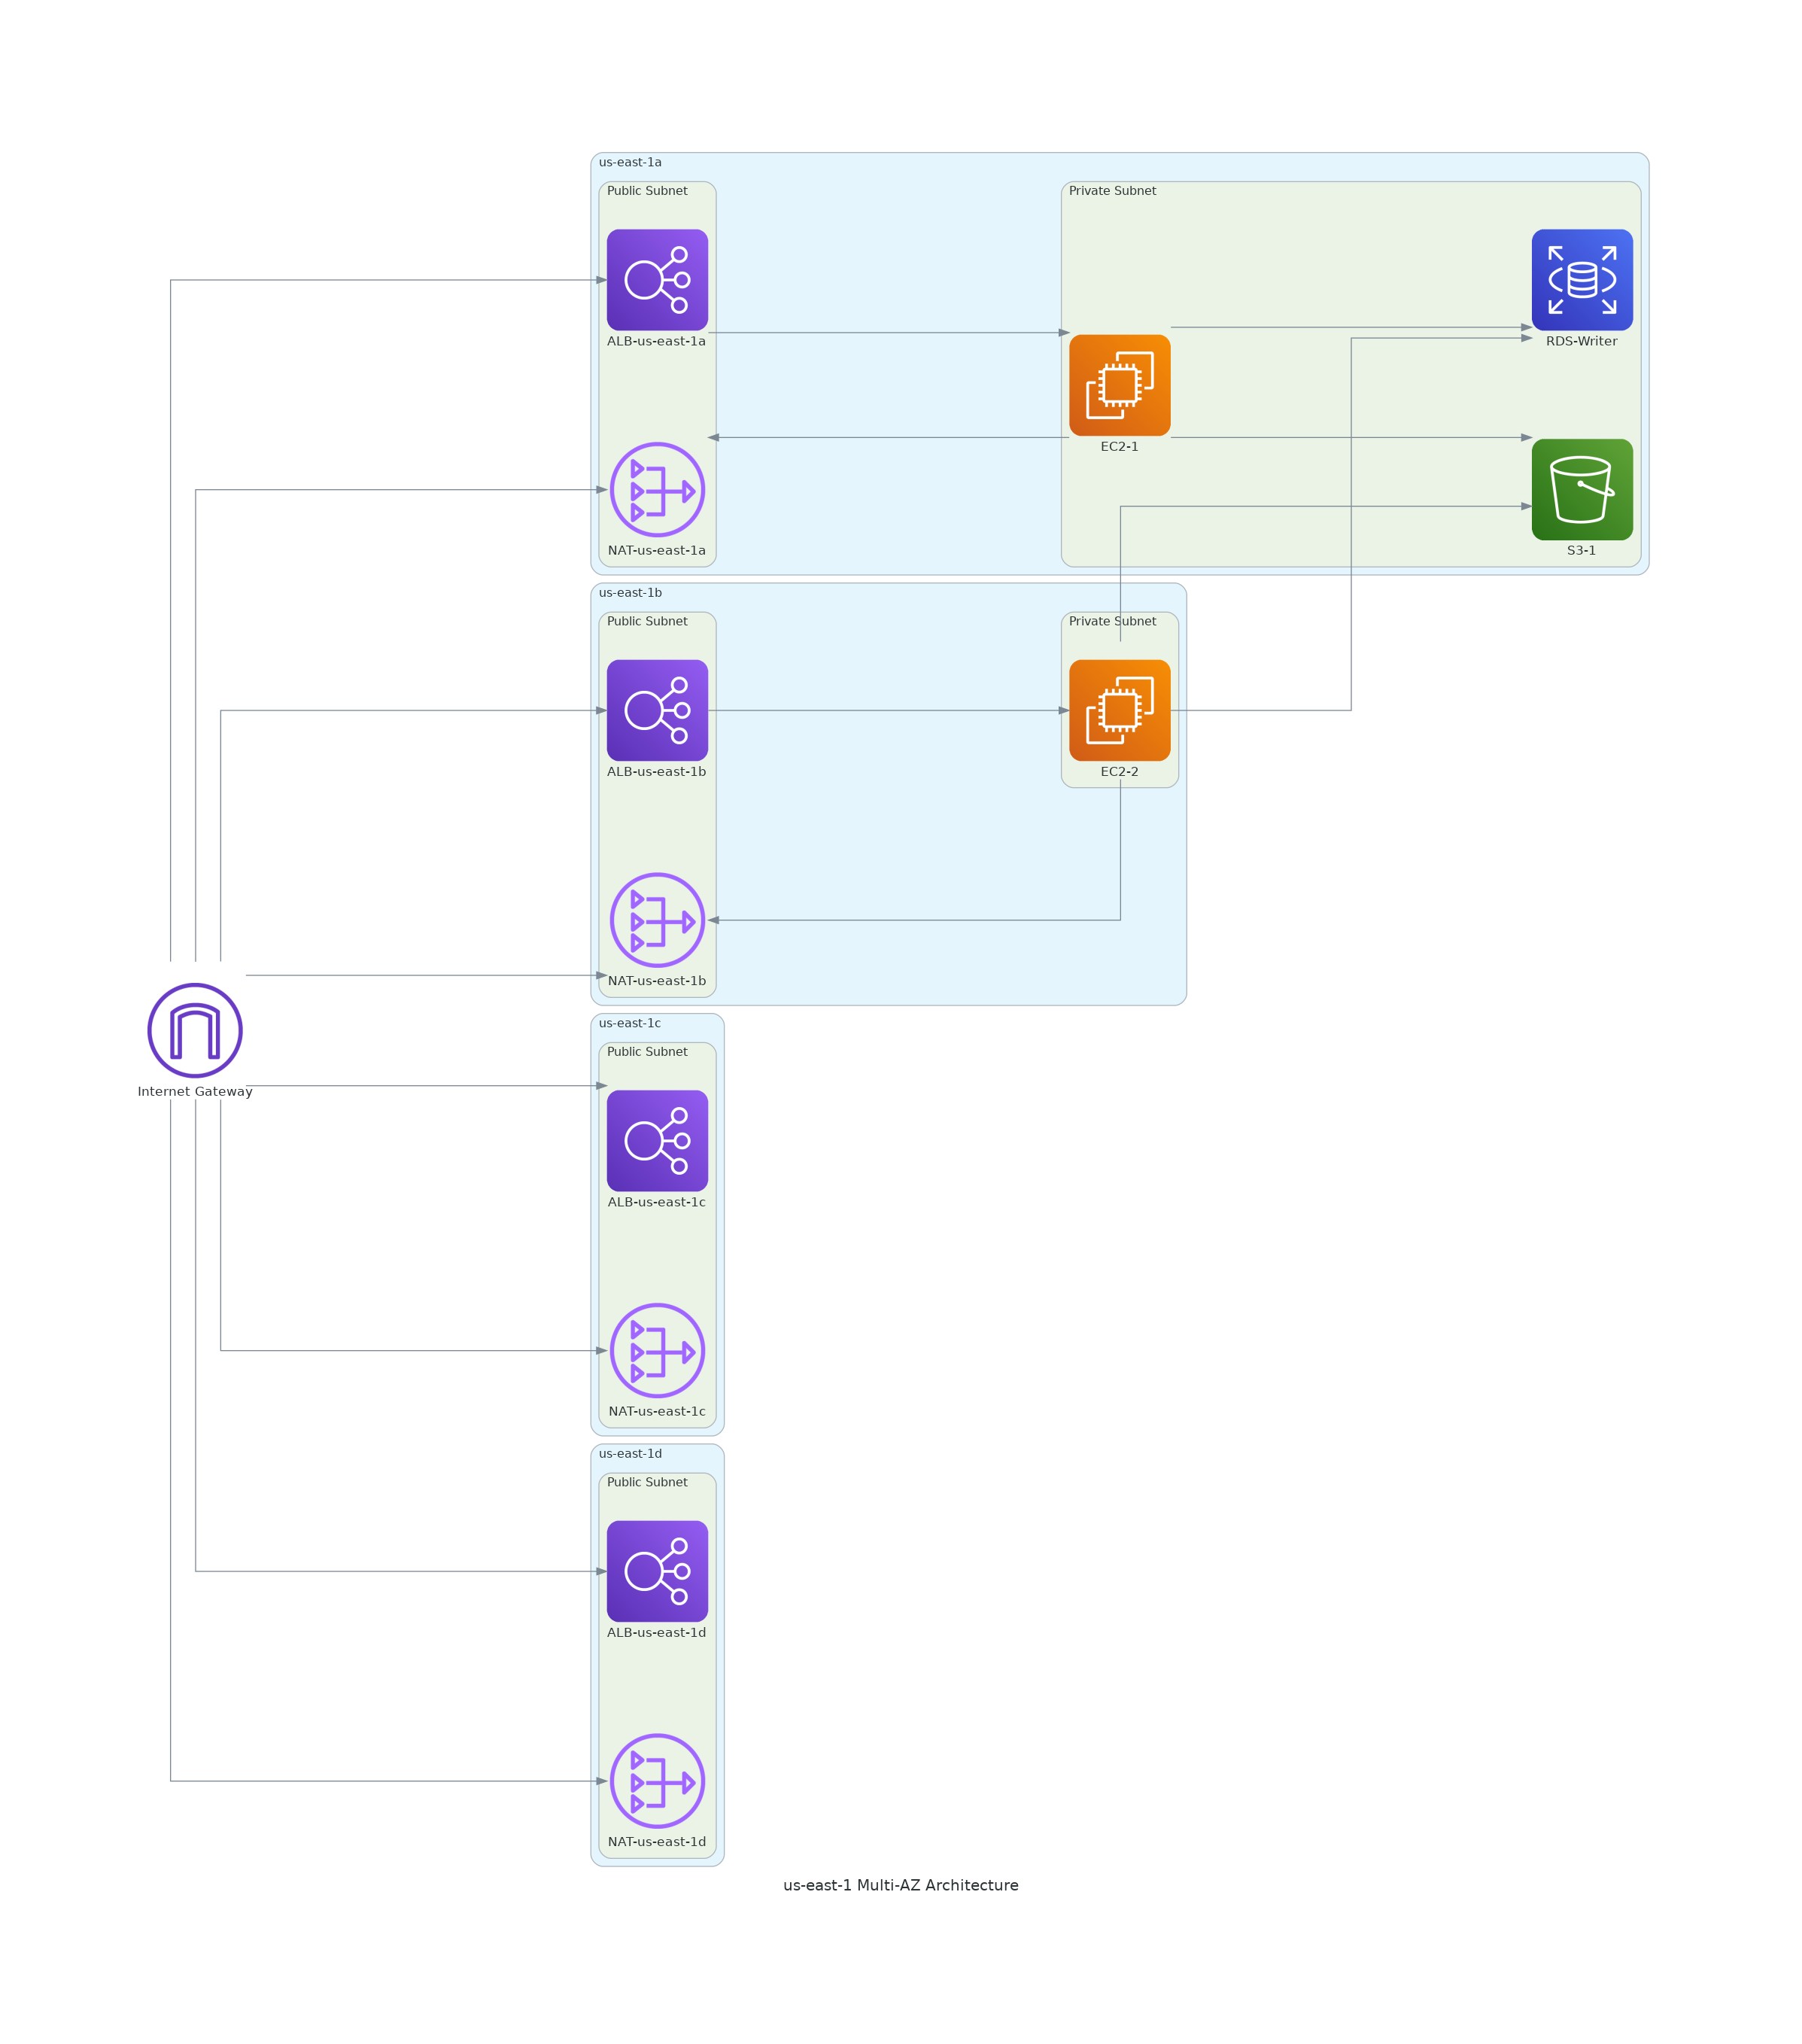 us-east-1a
Public Subnet
Private Subnet
ALB-us-east-1a
RDS-Writer
EC2-1
NAT-us-east-1a
S3-1
us-east-1b
Public Subnet
Private Subnet
ALB-us-east-1b
EC2-2
NAT-us-east-1b
us-east-1c
Public Subnet
Internet Gateway
ALB-us-east-1c
NAT-us-east-1c
us-east-1d
Public Subnet
ALB-us-east-1d
NAT-us-east-1d
us-east-1 Multi-AZ Architecture